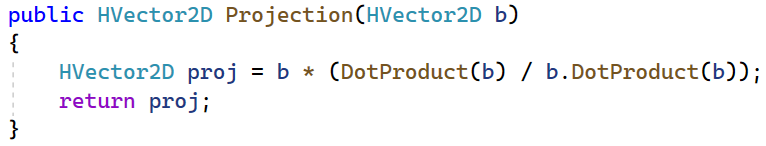 public HVector2D Projection(HVector2D b)
{
    HVector2D proj = b * (DotProduct(b) / b.DotProduct(b));
    return proj;
}